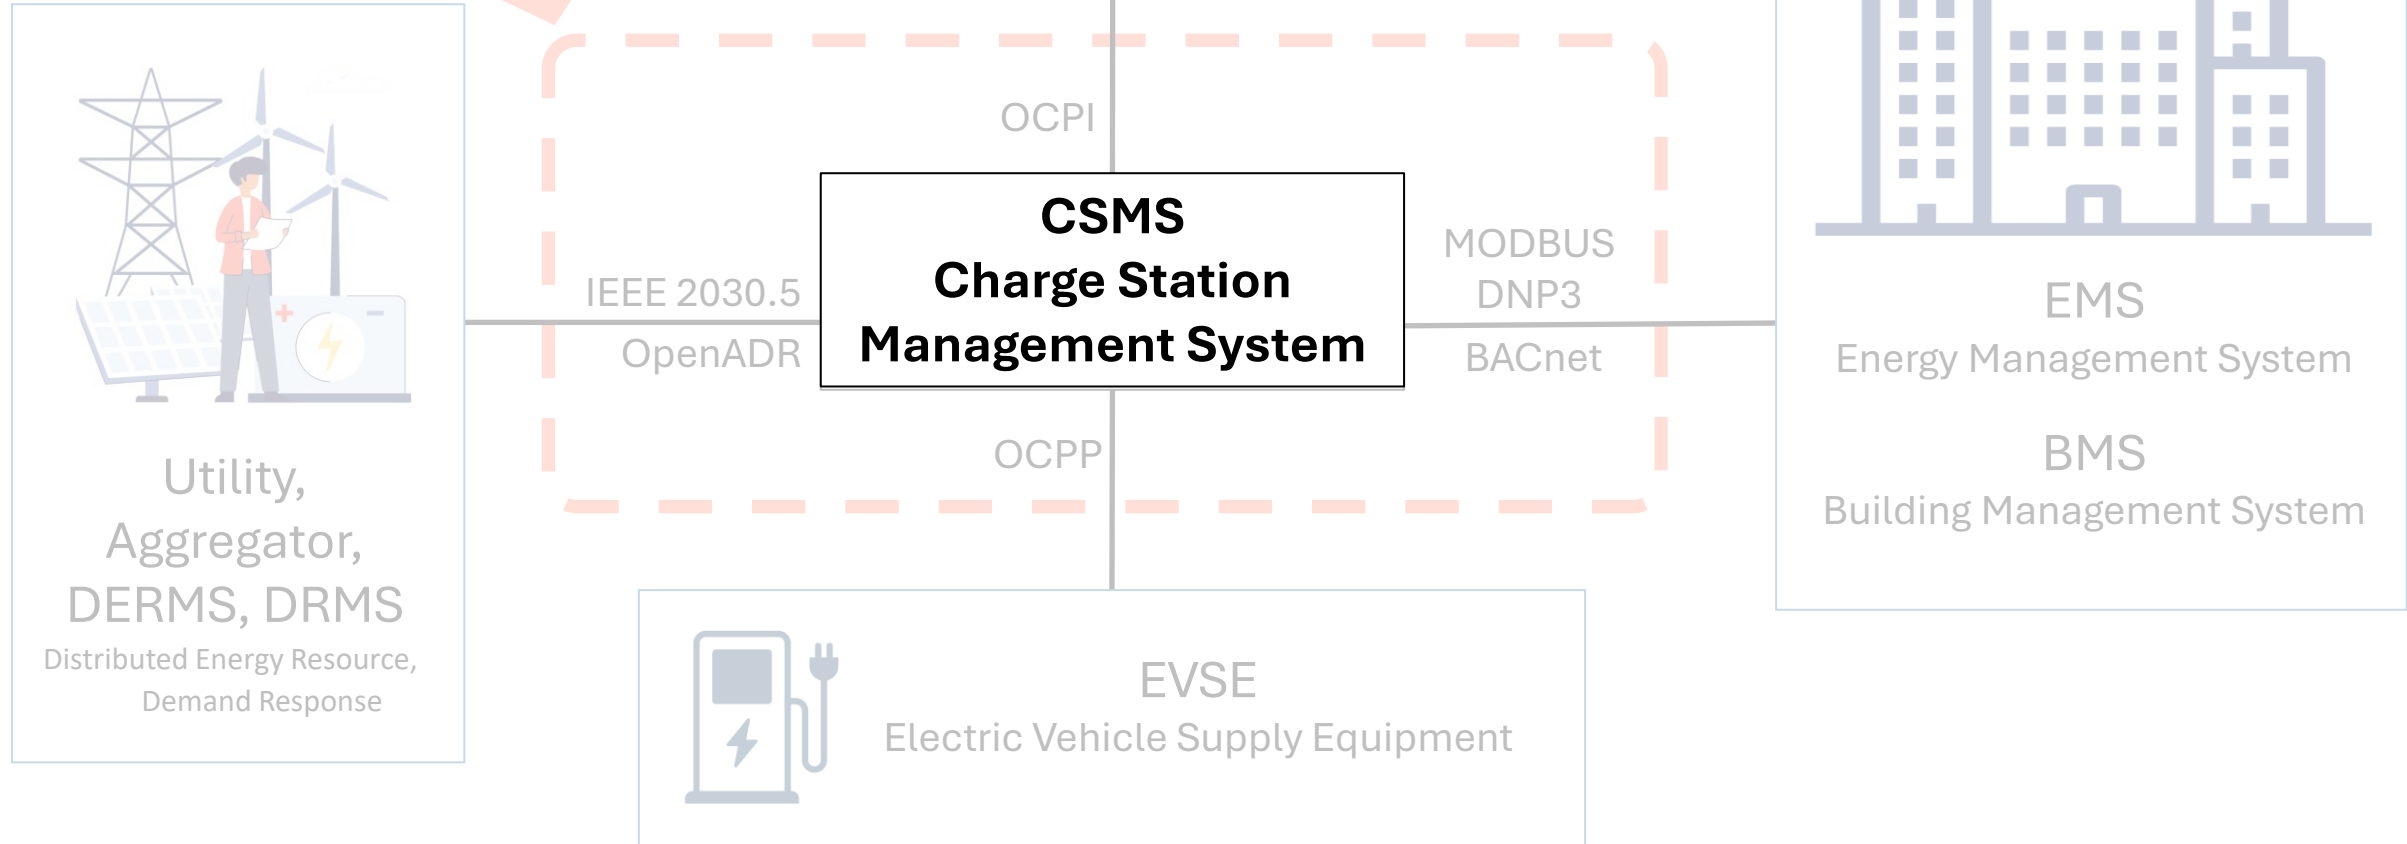 OCPI
CSMS
Charge Station
Management System
IEEE 2030.5
OpenADR
MODBUS
DNP3
BACnet
OCPP
Utility,
Aggregator,
DERMS, DRMS
Distributed Energy Resource,
Demand Response
EMS
Energy Management System
BMS
Building Management System
EVSE
Electric Vehicle Supply Equipment